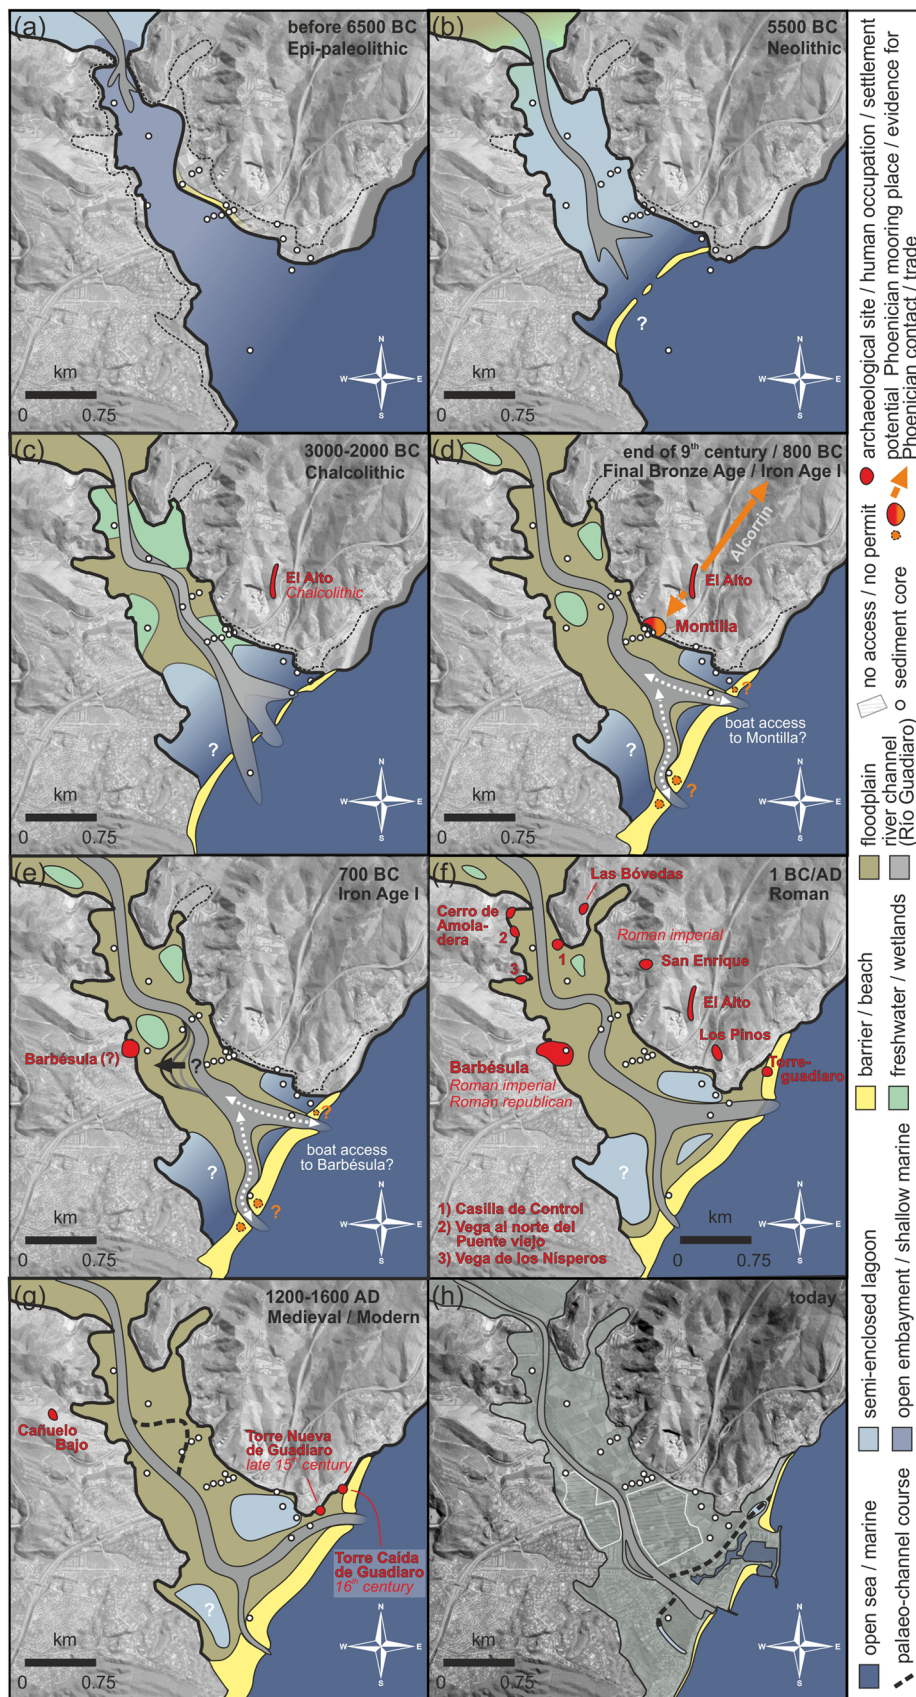 (a)
before 6500 BC
Epi-paleolithic
km
0
0.75
N
W
E
S
(b)
5500 BC
Neolithic
?
km
0
0.75
N
W
E
S
(c)
3000-2000 BC
Chalcolithic
El Alto
Chalcolithic
?
km
0
0.75
N
W
E
S
(d)
end of 9th century / 800 BC
Final Bronze Age / Iron Age I
Alcorrín
El Alto
Montilla
?
boat access
to Montilla?
?
?
km
0
0.75
N
W
E
S
(e)
700 BC
Iron Age I
Barbésula (?)
?
?
boat access
to Barbésula?
?
?
km
0
0.75
N
W
E
S
(f)
1 BC/AD
Roman
Las Bóvedas
Cerro de
Amola-
dera
2
1
3
Roman imperial
San Enrique
El Alto
Los Pinos
Torre-
guadiaro
Barbésula
Roman imperial
Roman republican
?
1) Casilla de Control
2) Vega al norte del
Puente viejo
3) Vega de los Nísperos
km
0
0.75
N
W
E
S
(g)
1200-1600 AD
Medieval / Modern
Cañuelo
Bajo
Torre Nueva
de Guadiaro
late 15th century
Torre Caída
de Guadiaro
16th century
?
km
0
0.75
N
W
E
S
(h)
today
km
0
0.75
N
W
E
S
open sea / marine
semi-enclosed lagoon
barrier / beach
floodplain
no access / no permit
archaeological site / human occupation / settlement
palaeo-channel course
open embayment / shallow marine
freshwater / wetlands
river channel
(Río Guadiaro)
sediment core
potential Phoenician mooring place / evidence for
Phoenician contact / trade